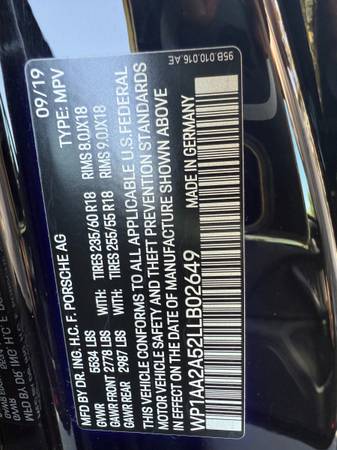 MFD BY DR. ING. H.C. F. PORSCHE AG 09/19
GVWR 5534 LBS TYPE: MPV
GAWR FRONT 2778 LBS WITH: TIRES 235/60 R18 RIMS 8.0JX18
GAWR REAR 2987 LBS WITH: TIRES 255/55 R18 RIMS 9.0JX18
THIS VEHICLE CONFORMS TO ALL APPLICABLE U.S. FEDERAL
MOTOR VEHICLE SAFETY AND THEFT PREVENTION STANDARDS
IN EFFECT ON THE DATE OF MANUFACTURE SHOWN ABOVE
WP1AA2A52LLB02649 MADE IN GERMANY
95B.010.016.AE